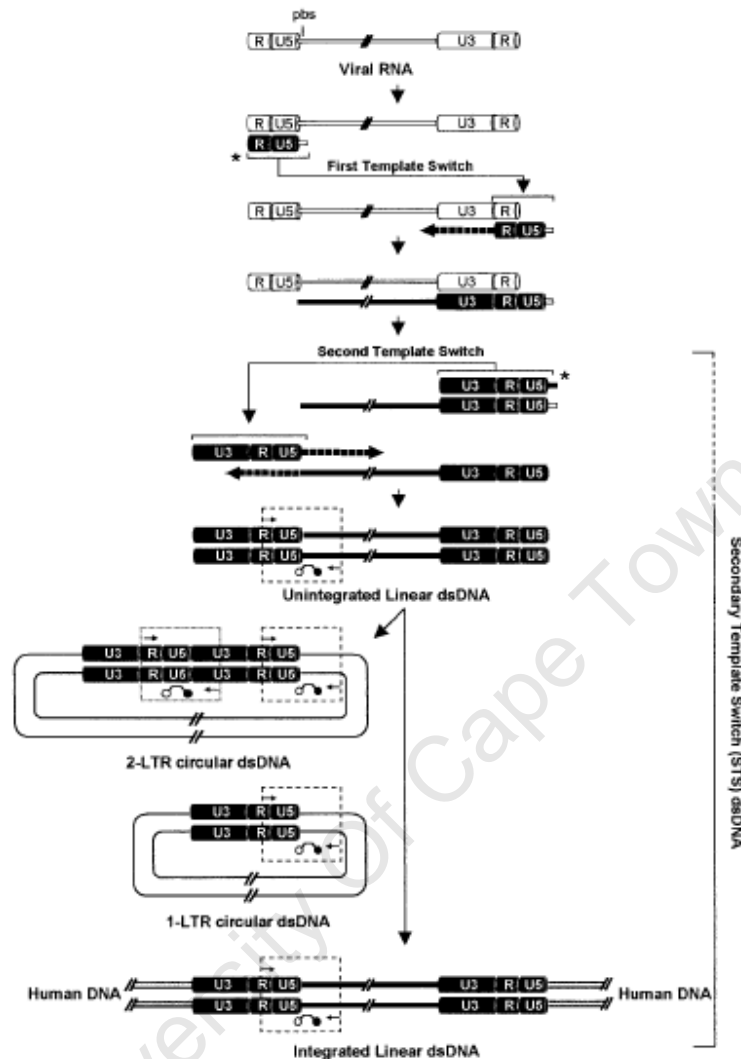 pbs
R U5 U3 R
Viral RNA
R U5 U3 R
R U5
*
First Template Switch
R U5 U3 R
R U5
R U5 U3 R
U3 R U5
Second Template Switch
U3 R U5 *
U3 R U5
U3 R U5
U3 R U5
U3 R U5 U3 R U5
U3 R U5 U3 R U5
Unintegrated Linear dsDNA
U3 R U5 U3 R U5
U3 R U5 U3 R U5
2-LTR circular dsDNA
U3 R U5
U3 R U5
1-LTR circular dsDNA
U3 R U5 U3 R U5
Human DNA Human DNA
U3 R U5 U3 R U5
Integrated Linear dsDNA
Secondary Template Switch (STS) dsDNA
versity Of Cape Town